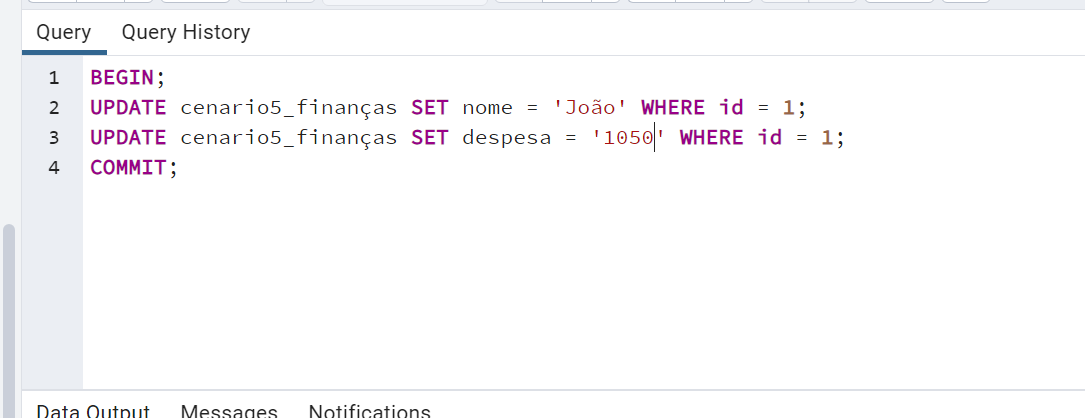 Query Query History
1 BEGIN;
2 UPDATE cenario5_finanças SET nome = 'João' WHERE id = 1;
3 UPDATE cenario5_finanças SET despesa = '1050' WHERE id = 1;
4 COMMIT;
Data Output Messages Notifications